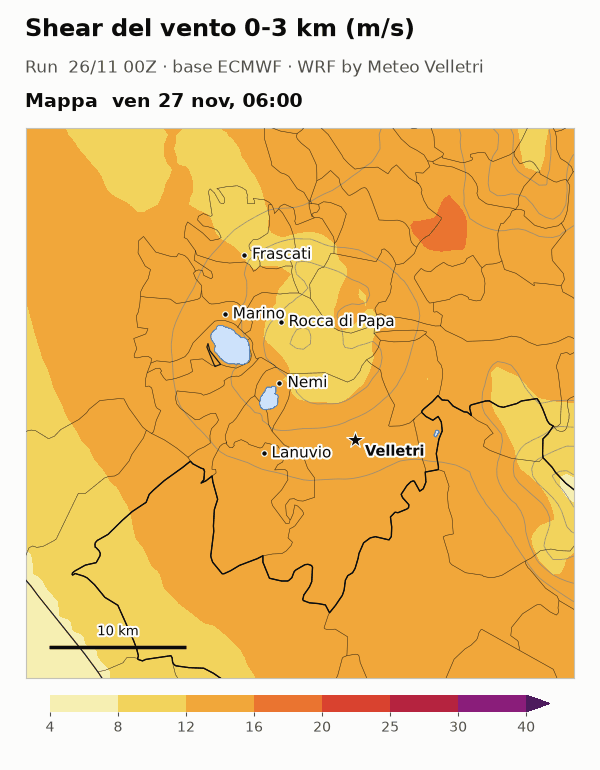 Shear del vento 0-3 km (m/s)
Run  26/11 00Z · base ECMWF · WRF by Meteo Velletri
Mappa  ven 27 nov, 06:00
Frascati
Marino
Rocca di Papa
Nemi
Velletri
Lanuvio
10 km
4 8 12 16 20 25 30 40